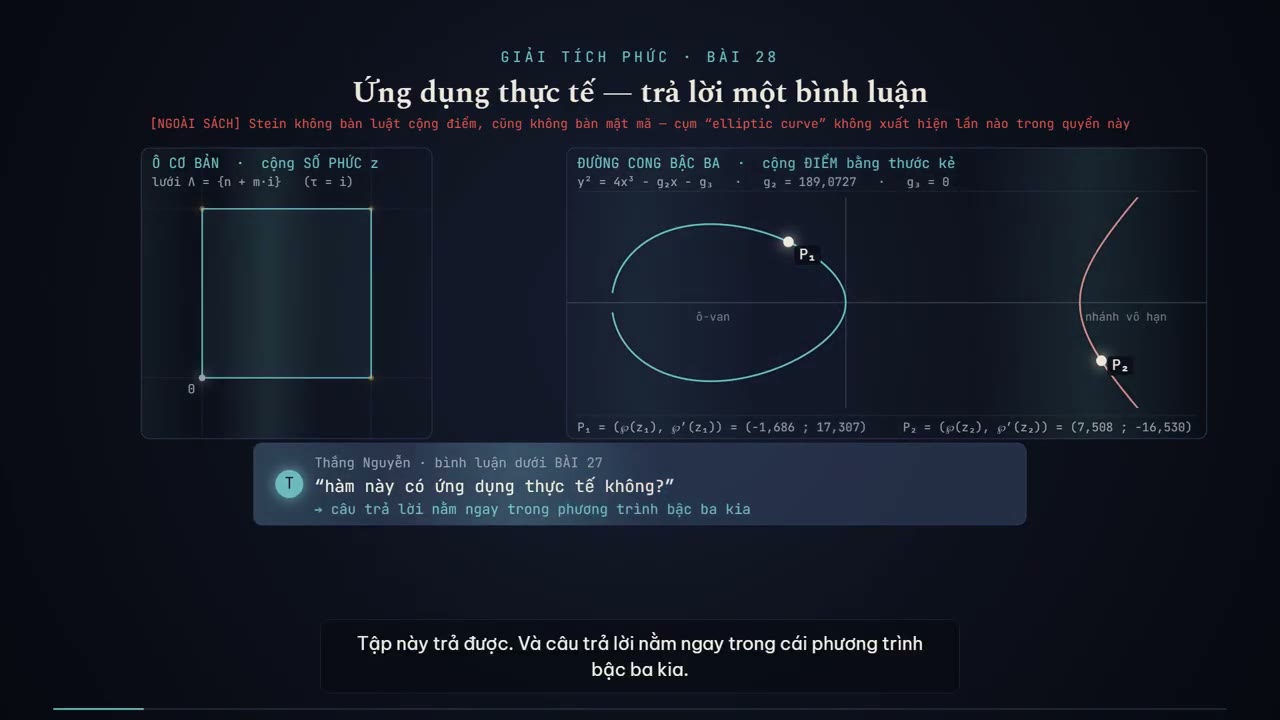 GIẢI TÍCH PHỨC · BÀI 28
Ứng dụng thực tế — trả lời một bình luận
[NGOÀI SÁCH] Stein không bàn luật cộng điểm, cũng không bàn mật mã — cụm “elliptic curve” không xuất hiện lần nào trong quyển này
Ô CƠ BẢN · cộng SỐ PHỨC z
lưới Λ = {n + m·i} (τ = i)
0
ĐƯỜNG CONG BẬC BA · cộng ĐIỂM bằng thước kẻ
y² = 4x³ - g₂x - g₃ · g₂ = 189,0727 · g₃ = 0
P₁
ô-van
nhánh vô hạn
P₂
P₁ = (℘(z₁), ℘′(z₁)) = (-1,686 ; 17,307) P₂ = (℘(z₂), ℘′(z₂)) = (7,508 ; -16,530)
T
Thắng Nguyễn · bình luận dưới BÀI 27
“hàm này có ứng dụng thực tế không?”
→ câu trả lời nằm ngay trong phương trình bậc ba kia
Tập này trả được. Và câu trả lời nằm ngay trong cái phương trình
bậc ba kia.